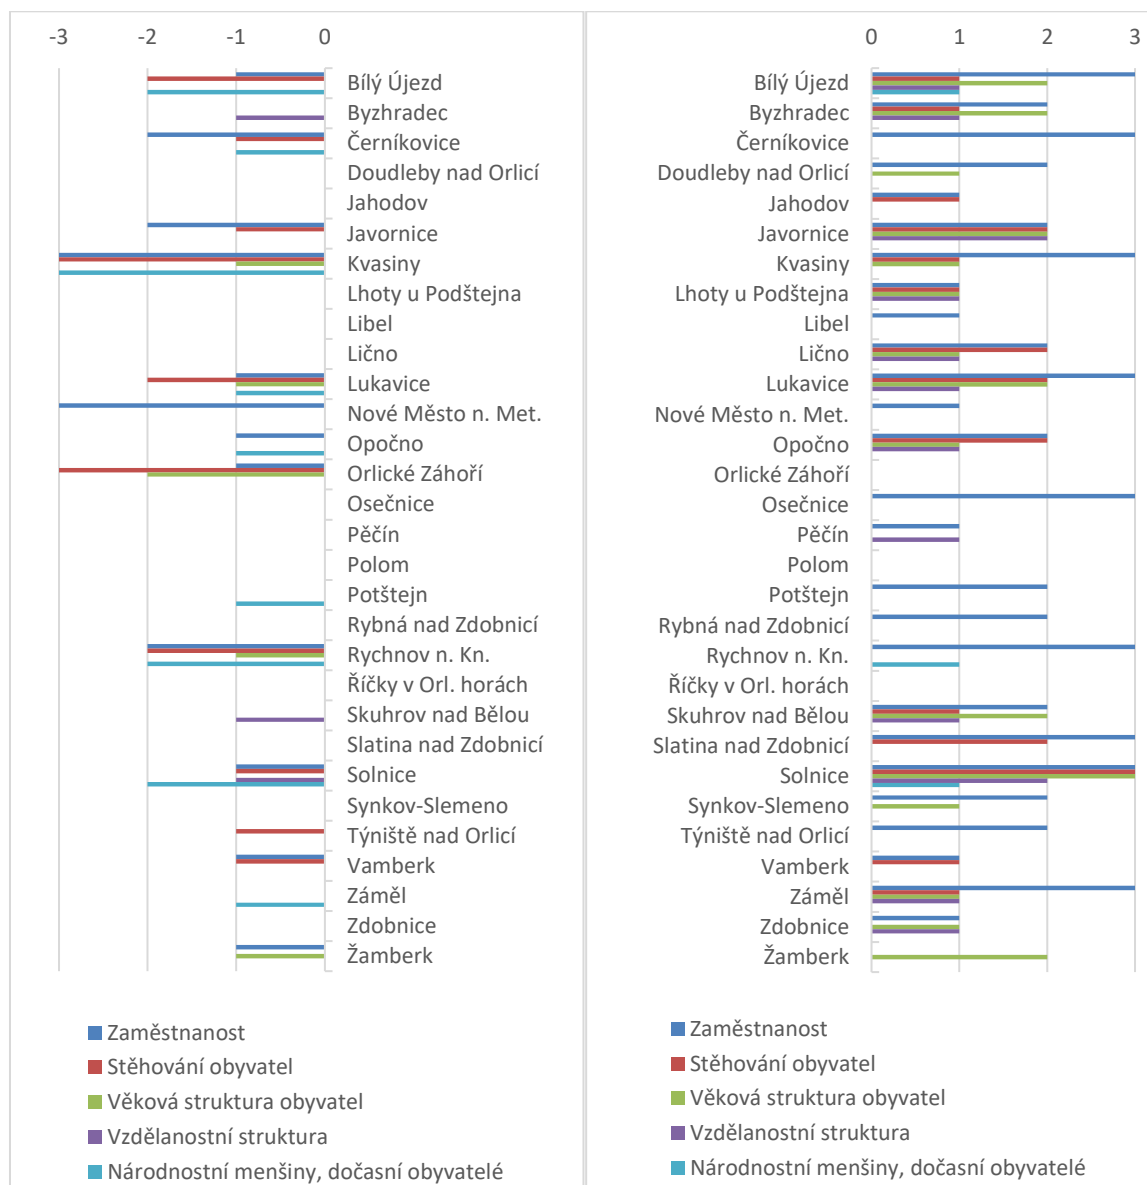 -3 -2 -1 0
Bílý Újezd
Byzhradec
Černíkovice
Doudleby nad Orlicí
Jahodov
Javornice
Kvasiny
Lhoty u Podštejna
Libel
Lično
Lukavice
Nové Město n. Met.
Opočno
Orlické Záhoří
Osečnice
Pěčín
Polom
Potštejn
Rybná nad Zdobnicí
Rychnov n. Kn.
Říčky v Orl. horách
Skuhrov nad Bělou
Slatina nad Zdobnicí
Solnice
Synkov-Slemeno
Týniště nad Orlicí
Vamberk
Záměl
Zdobnice
Žamberk
Zaměstnanost
Stěhování obyvatel
Věková struktura obyvatel
Vzdělanostní struktura
Národnostní menšiny, dočasní obyvatelé
0 1 2 3
Bílý Újezd
Byzhradec
Černíkovice
Doudleby nad Orlicí
Jahodov
Javornice
Kvasiny
Lhoty u Podštejna
Libel
Lično
Lukavice
Nové Město n. Met.
Opočno
Orlické Záhoří
Osečnice
Pěčín
Polom
Potštejn
Rybná nad Zdobnicí
Rychnov n. Kn.
Říčky v Orl. horách
Skuhrov nad Bělou
Slatina nad Zdobnicí
Solnice
Synkov-Slemeno
Týniště nad Orlicí
Vamberk
Záměl
Zdobnice
Žamberk
Zaměstnanost
Stěhování obyvatel
Věková struktura obyvatel
Vzdělanostní struktura
Národnostní menšiny, dočasní obyvatelé